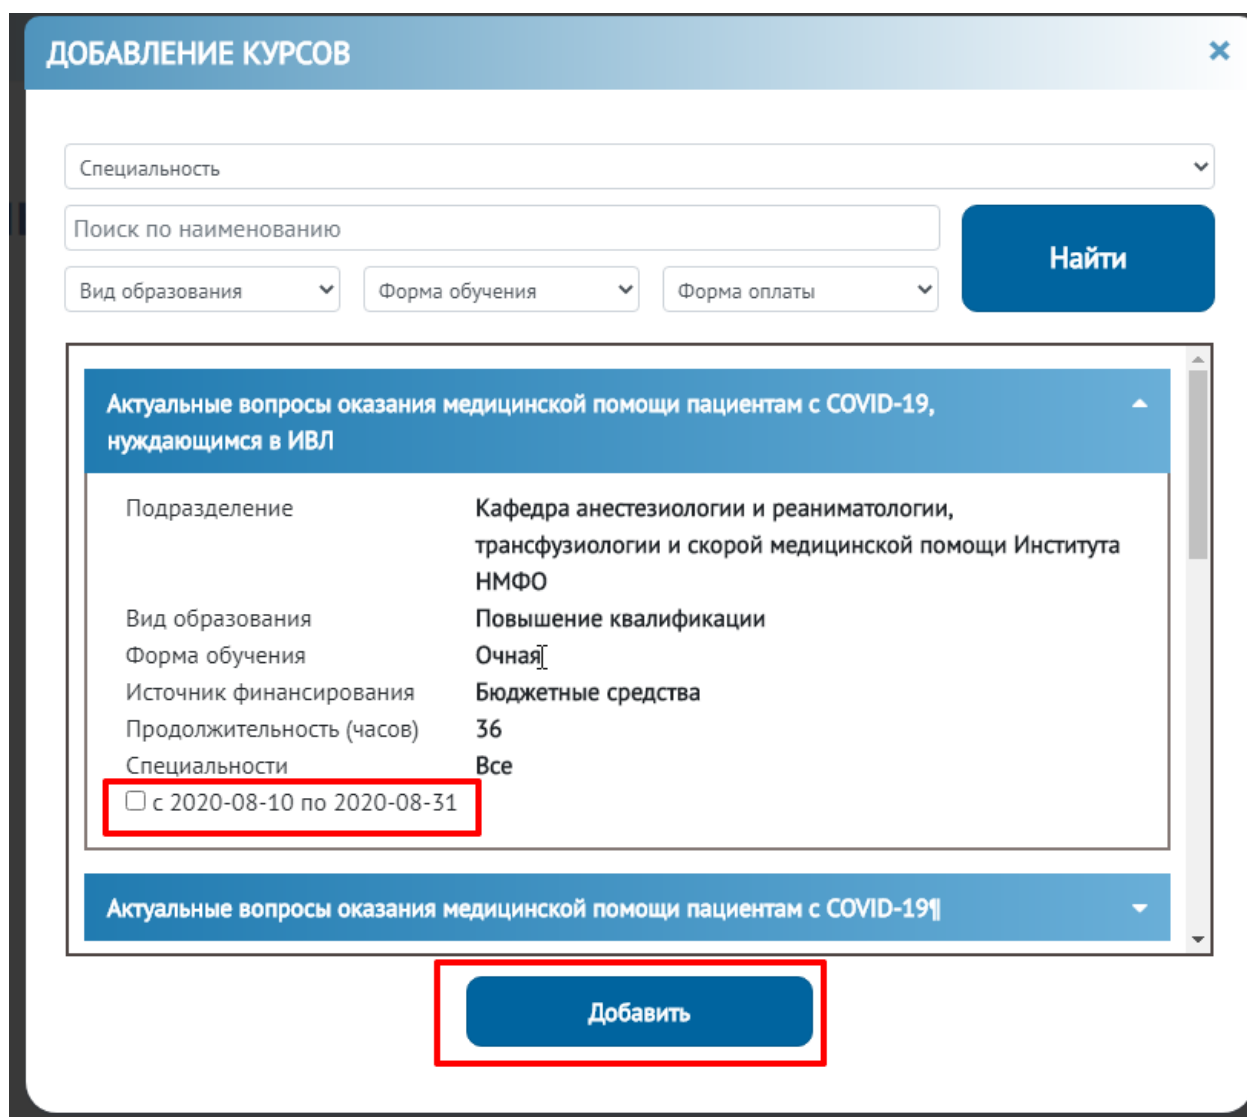 ДОБАВЛЕНИЕ КУРСОВ
Специальность
Поиск по наименованию
Найти
Вид образования
Форма обучения
Форма оплаты
Актуальные вопросы оказания медицинской помощи пациентам с COVID-19,
нуждающимся в ИВЛ
Подразделение
Кафедра анестезиологии и реаниматологии,
трансфузиологии и скорой медицинской помощи Института
НМФО
Вид образования
Повышение квалификации
Форма обучения
Очная
Источник финансирования
Бюджетные средства
Продолжительность (часов)
36
Специальности
Все
с 2020-08-10 по 2020-08-31
Актуальные вопросы оказания медицинской помощи пациентам с COVID-19¶
Добавить